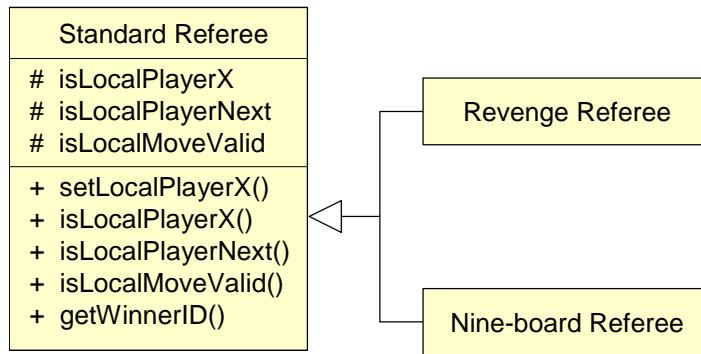 Standard Referee
# isLocalPlayerX
# isLocalPlayerNext
# isLocalMoveValid
+ setLocalPlayerX()
+ isLocalPlayerX()
+ isLocalPlayerNext()
+ isLocalMoveValid()
+ getWinnerID()
Revenge Referee
Nine-board Referee